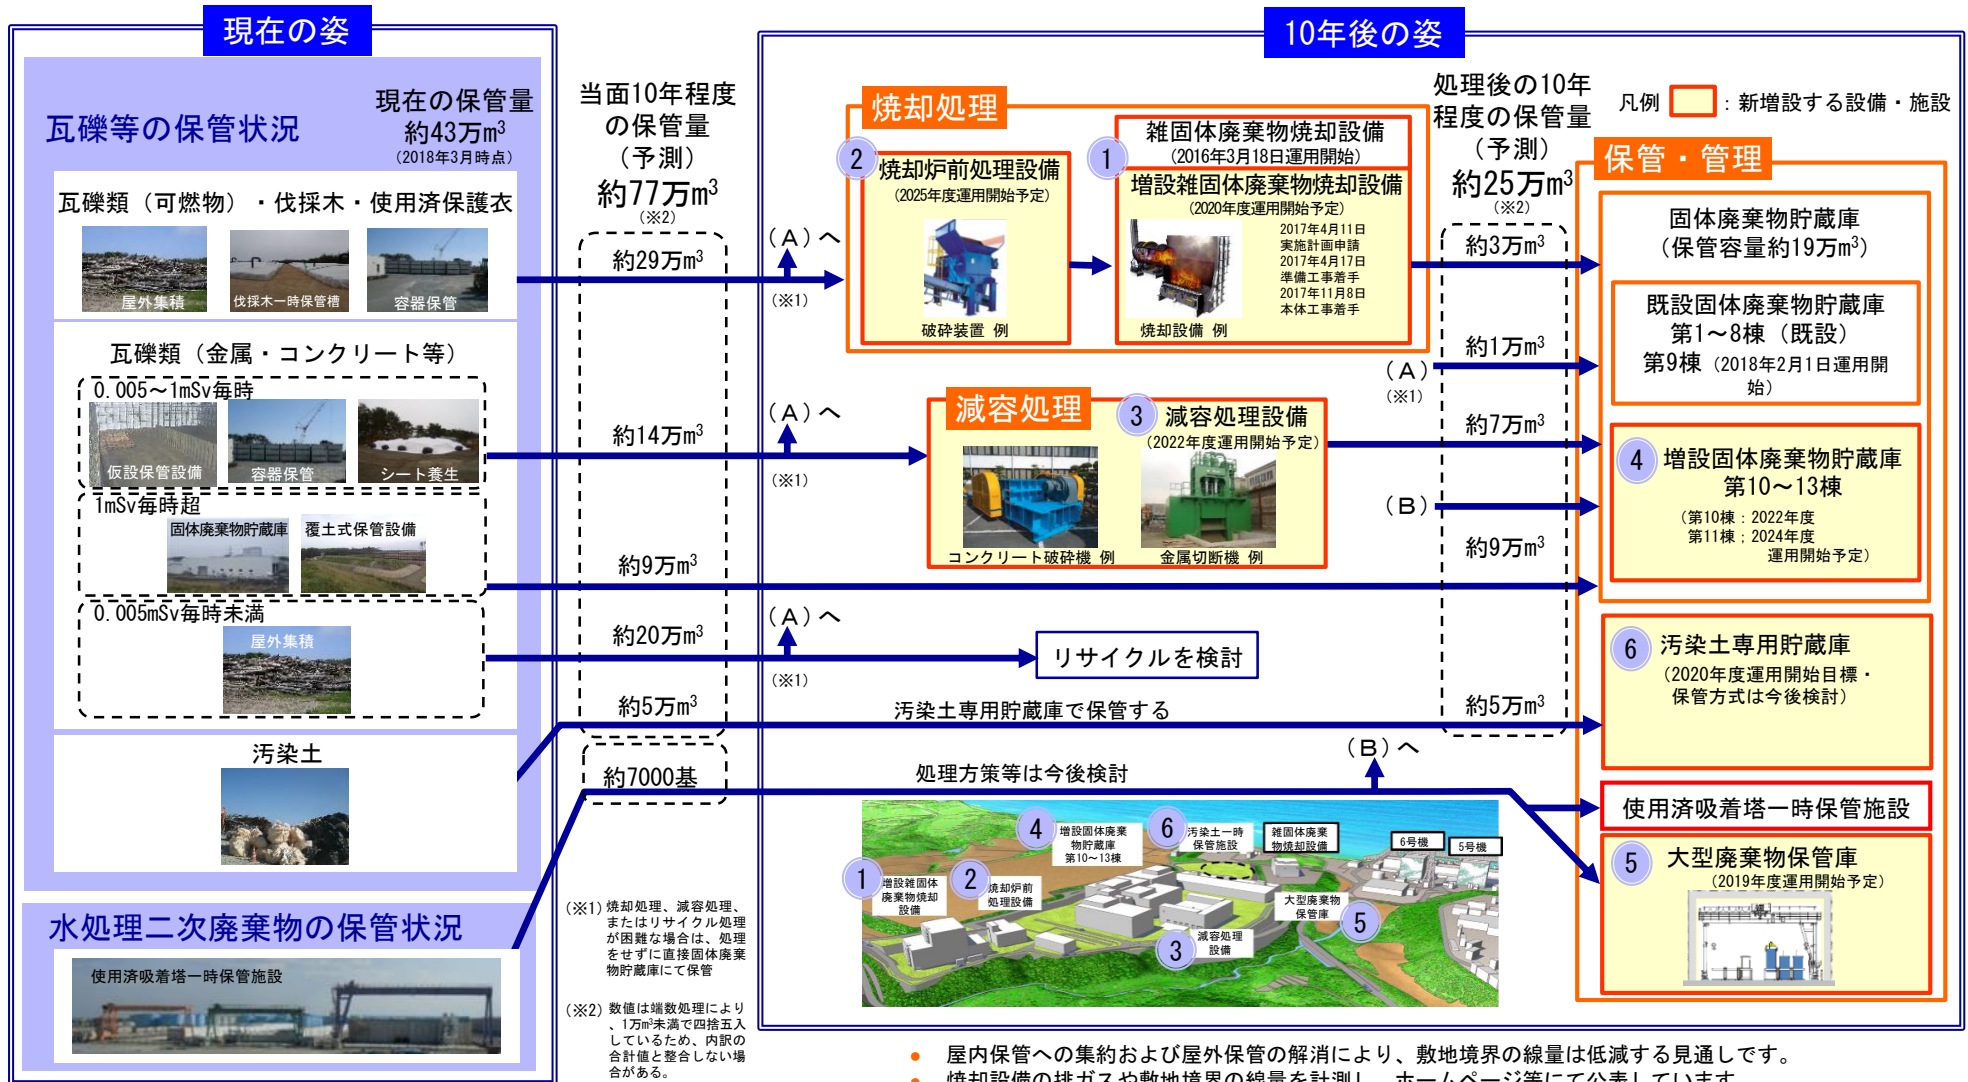 現在の姿
瓦礫等の保管状況
現在の保管量
約43万m³
(2018年3月時点)
瓦礫類（可燃物）・伐採木・使用済保護衣
屋外集積
伐採木一時保管槽
容器保管
瓦礫類（金属・コンクリート等）
0.005～1mSv毎時
仮設保管設備
容器保管
シート養生
1mSv毎時超
固体廃棄物貯蔵庫
覆土式保管設備
0.005mSv毎時未満
屋外集積
汚染土
水処理二次廃棄物の保管状況
使用済吸着塔一時保管施設
当面10年程度
の保管量
（予測）
約77万m³
(※2)
約29万m³
約14万m³
約9万m³
約20万m³
約5万m³
約7000基
(※1) 焼却処理、減容処理、
またはリサイクル処理
が困難な場合は、処理
をせずに直接固体廃棄
物貯蔵庫にて保管
(※2) 数値は端数処理により
、1万m³未満で四捨五入
しているため、内訳の
合計値と整合しない場
合がある。
10年後の姿
（A）へ
(※1)
（A）へ
(※1)
（A）へ
(※1)
焼却処理
② 焼却炉前処理設備
(2025年度運用開始予定)
破砕装置 例
① 雑固体廃棄物焼却設備
(2016年3月18日運用開始)
増設雑固体廃棄物焼却設備
(2020年度運用開始予定)
2017年4月11日
実施計画申請
2017年4月17日
準備工事着手
2017年11月8日
本体工事着手
焼却設備 例
減容処理
③ 減容処理設備
(2022年度運用開始予定)
コンクリート破砕機 例
金属切断機 例
リサイクルを検討
汚染土専用貯蔵庫で保管する
処理方策等は今後検討
（B）へ
処理後の10年
程度の保管量
（予測）
約25万m³
(※2)
約3万m³
約1万m³
（A）
(※1)
約7万m³
（B）
約9万m³
約5万m³
凡例 ：新増設する設備・施設
保管・管理
固体廃棄物貯蔵庫
（保管容量約19万m³）
既設固体廃棄物貯蔵庫
第1～8棟（既設）
第9棟（2018年2月1日運用開
始）
④ 増設固体廃棄物貯蔵庫
第10～13棟
（第10棟：2022年度
第11棟；2024年度
運用開始予定）
⑥ 汚染土専用貯蔵庫
（2020年度運用開始目標・
保管方式は今後検討）
使用済吸着塔一時保管施設
⑤ 大型廃棄物保管庫
(2019年度運用開始予定)
① 増設雑固体
廃棄物焼却
設備
② 焼却炉前
処理設備
④ 増設固体廃棄
物貯蔵庫
第10～13棟
⑥ 汚染土一時
保管施設
雑固体廃棄
物焼却設備
6号機
5号機
大型廃棄物
保管庫 ⑤
③ 減容処理
設備
• 屋内保管への集約および屋外保管の解消により、敷地境界の線量は低減する見通しです。
• 焼却設備の排ガスや敷地境界の線量を計測し、ホームページ等にて公表しています。